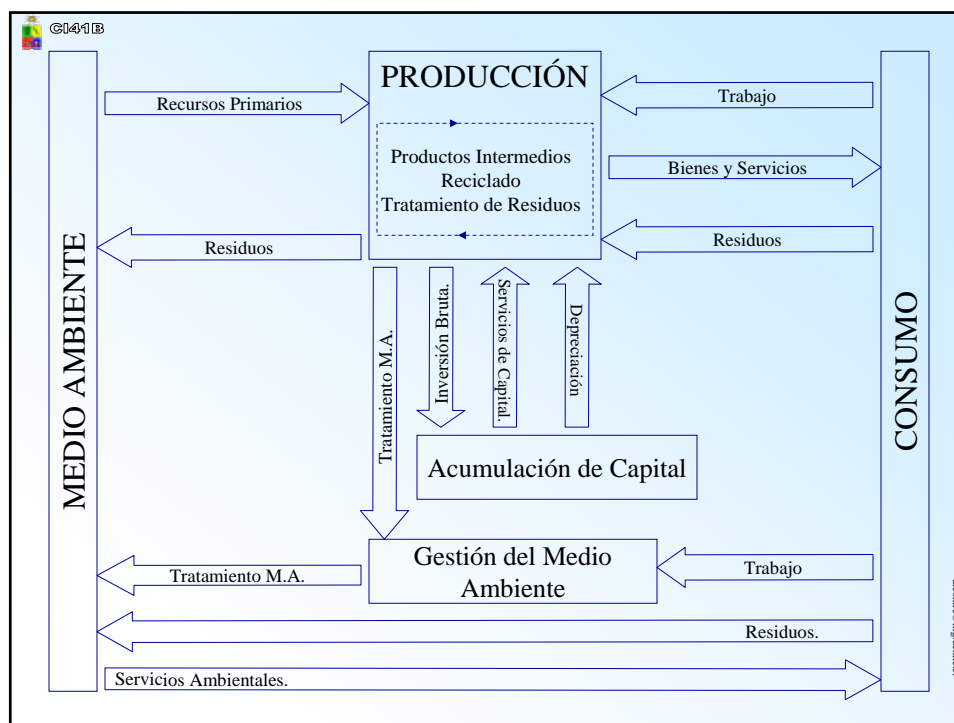 CI41B
PRODUCCIÓN
Recursos Primarios
Trabajo
Productos Intermedios
Reciclado
Tratamiento de Residuos
Bienes y Servicios
Residuos
Residuos
MEDIO AMBIENTE
CONSUMO
Tratamiento M.A.
Inversión Bruta.
Servicios de Capital.
Depreciación
Acumulación de Capital
Gestión del Medio
Ambiente
Tratamiento M.A.
Trabajo
Residuos.
Servicios Ambientales.